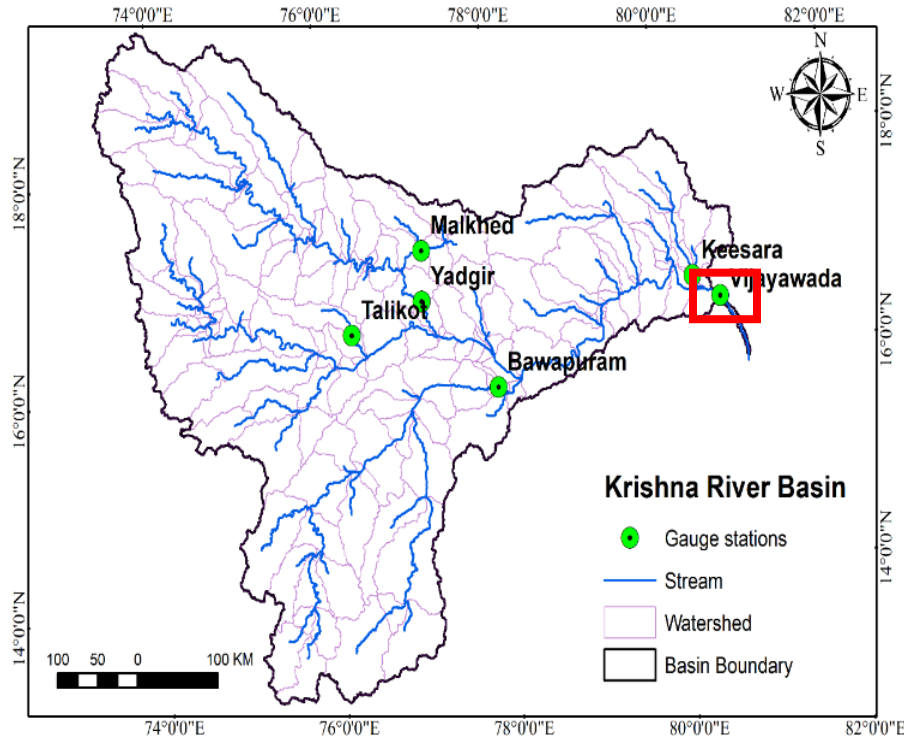 74°0'0"E 76°0'0"E 78°0'0"E 80°0'0"E 82°0'0"E
N
W E
S
18°0'0"N
18°0'0"N
Malkhed
Keesara
Yadgir
Vijayawada
Talikot
16°0'0"N
Bawapuram
16°0'0"N
Krishna River Basin
Gauge stations
14°0'0"N
Stream
Watershed
14°0'0"N
Basin Boundary
100 50 0 100 KM
74°0'0"E 76°0'0"E 78°0'0"E 80°0'0"E 82°0'0"E